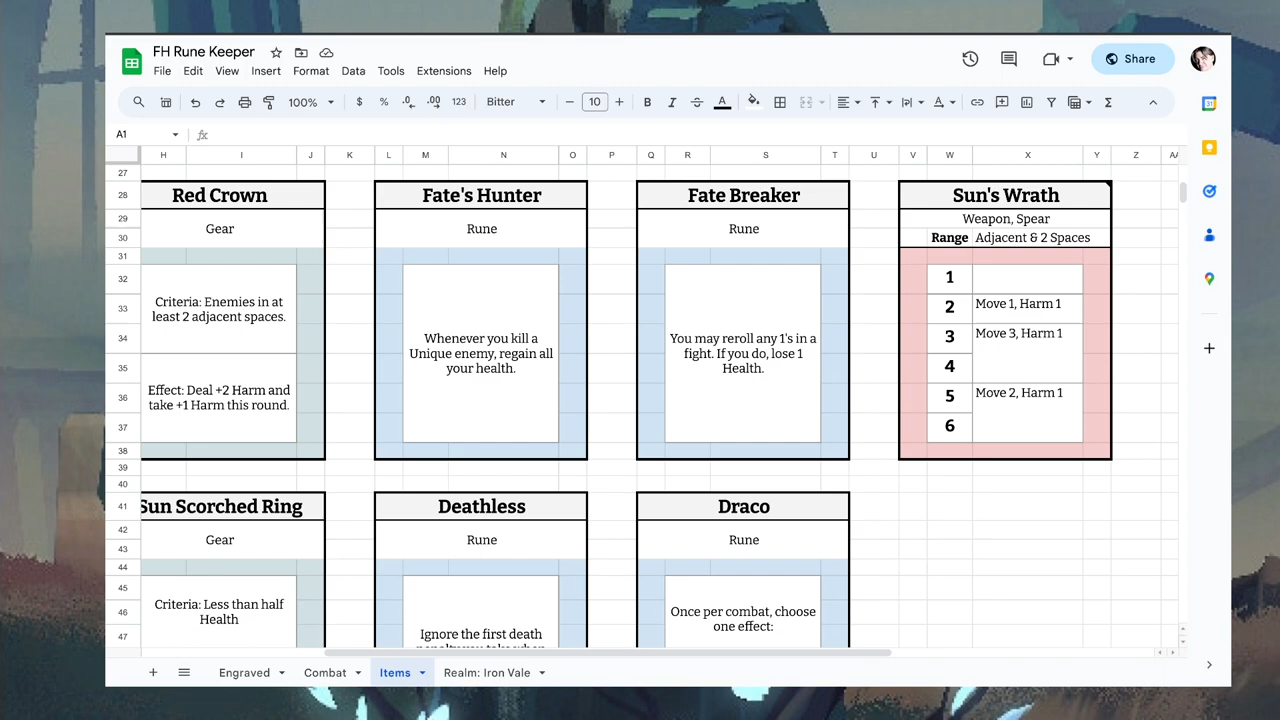 FH Rune Keeper
File Edit View Insert Format Data Tools Extensions Help
Share
100% $ % .0 .00 123 Bitter 10 B I A Σ
31
A1 fx
H I J K L M N O P Q R S T U V W X Y Z AA
27
28 Red Crown Fate's Hunter Fate Breaker Sun's Wrath
29 Gear Rune Rune Weapon, Spear
30 Range Adjacent & 2 Spaces
31
32 1
33 Criteria: Enemies in at 2 Move 1, Harm 1
least 2 adjacent spaces.
34 Whenever you kill a You may reroll any 1's in a 3 Move 3, Harm 1
Unique enemy, regain all fight. If you do, lose 1
35 your health. Health. 4
36 Effect: Deal +2 Harm and 5 Move 2, Harm 1
take +1 Harm this round.
37 6
38
39
40
41 Sun Scorched Ring Deathless Draco
42 Gear Rune Rune
43
44
45
46 Criteria: Less than half Once per combat, choose
Health one effect:
47 Ignore the first death
+ Engraved Combat Items Realm: Iron Vale